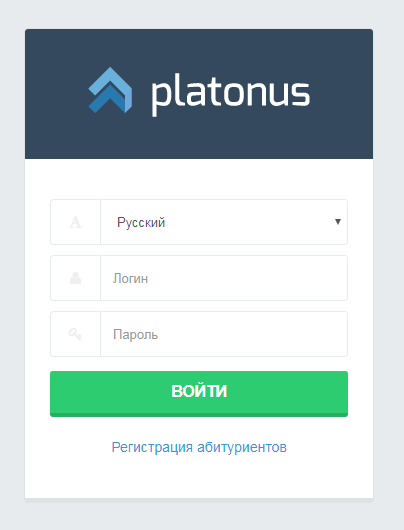 platonus
Русский
Логин
Пароль
ВОЙТИ
Регистрация абитуриентов